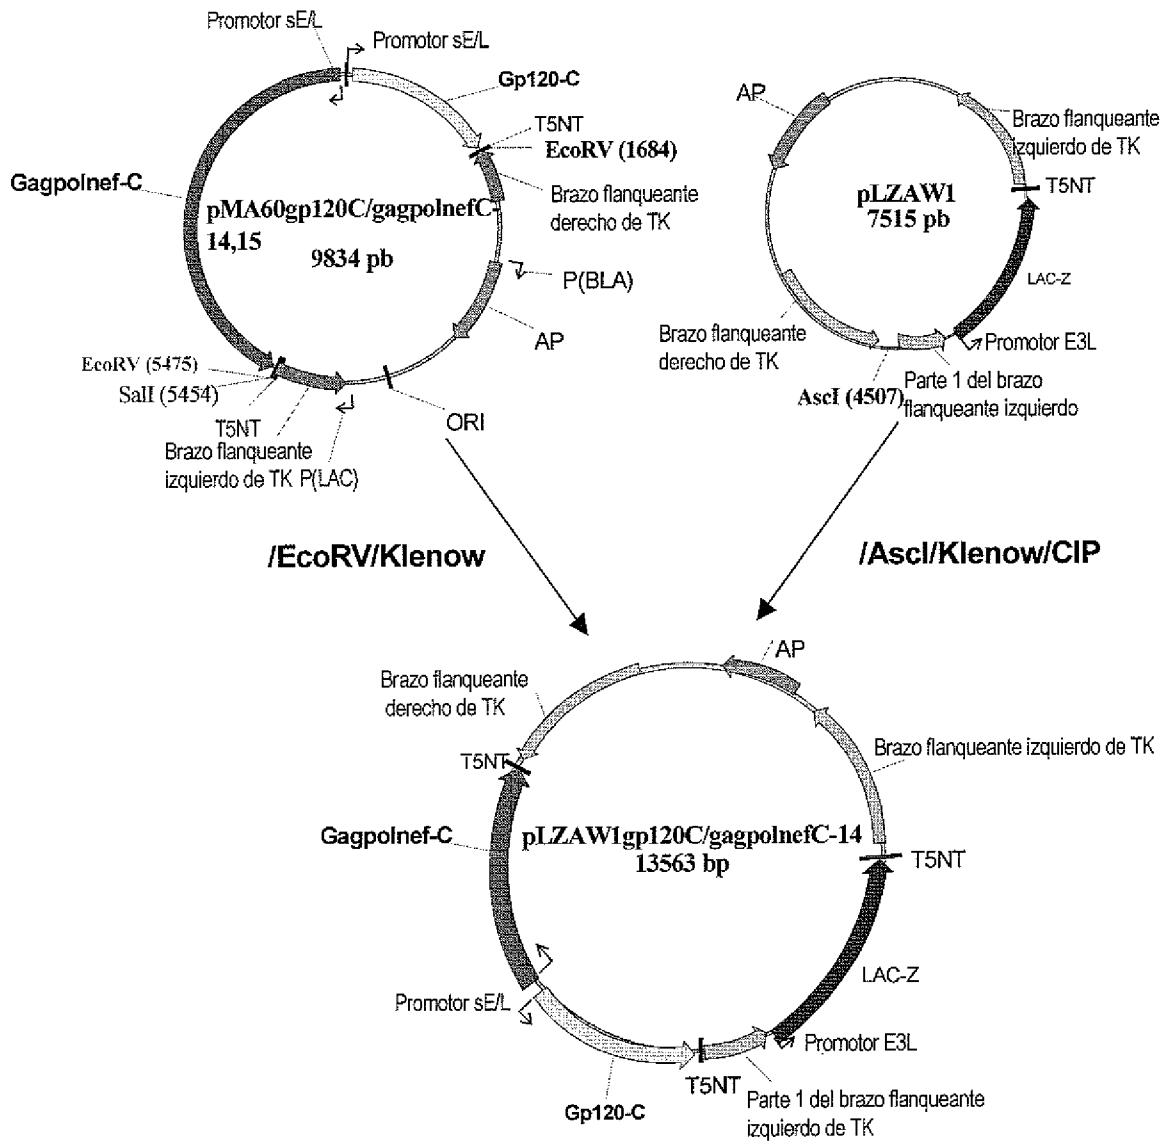 Promotor sE/L
Promotor sE/L
Gp120-C
T5NT
EcoRV (1684)
Brazo flanqueante
derecho de TK
GagpoInef-C
pMA60gp120C/gagpoInefC-
14,15
9834 pb
P(BLA)
AP
EcoRV (5475)
SalI (5454)
T5NT
Brazo flanqueante
izquierdo de TK
P(LAC)
ORI
AP
Brazo flanqueante
izquierdo de TK
T5NT
pLZAW1
7515 pb
LAC-Z
Brazo flanqueante
derecho de TK
Promotor E3L
AscI (4507)
Parte 1 del brazo
flanqueante izquierdo
/EcoRV/Klenow
/AscI/Klenow/CIP
AP
Brazo flanqueante
derecho de TK
Brazo flanqueante izquierdo de TK
T5NT
GagpoInef-C
pLZAW1gp120C/gagpoInefC-14
13563 bp
T5NT
LAC-Z
Promotor sE/L
Promotor E3L
T5NT
Gp120-C
Parte 1 del brazo flanqueante
izquierdo de TK